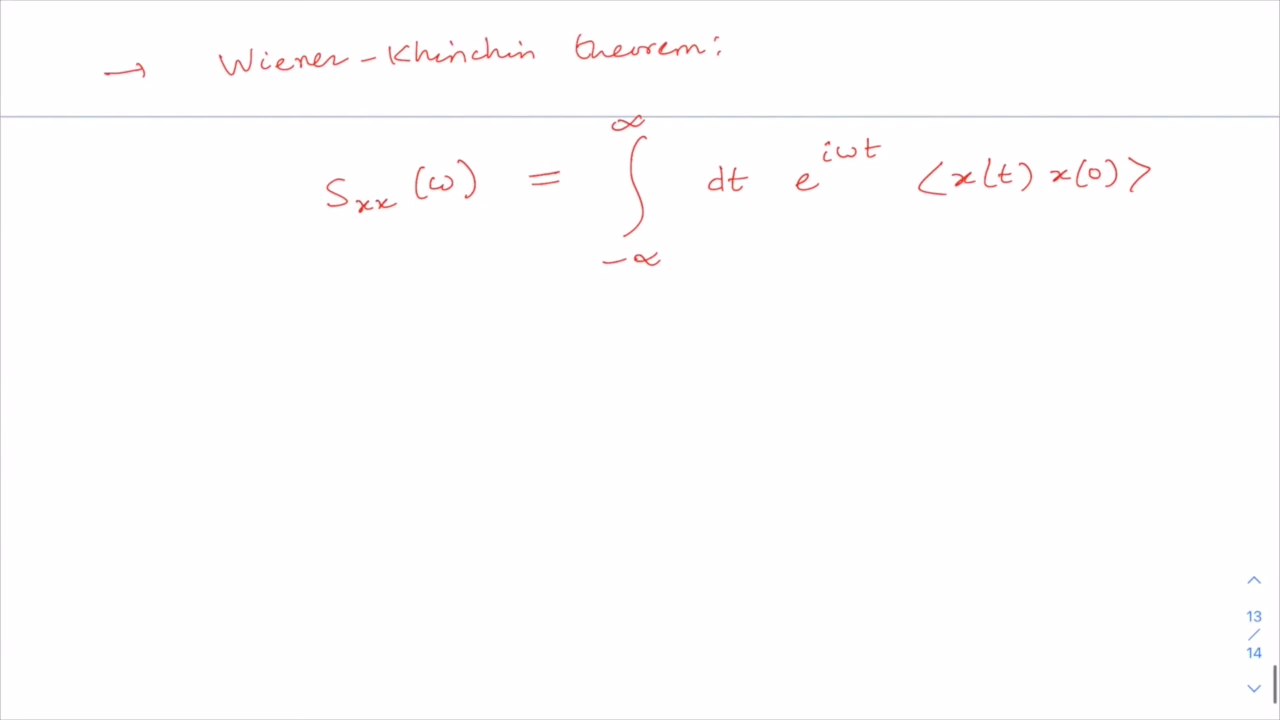 → Wiener-Khinchin theorem:
S_xx (ω) = ∫_{-∞}^{∞} dt e^{iωt} <x(t) x(0)>
13
/
14